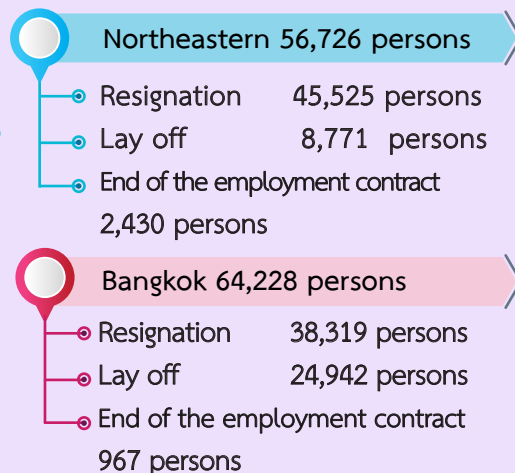 Northeastern 56,726 persons
Resignation 45,525 persons
Lay off 8,771 persons
End of the employment contract
2,430 persons
Bangkok 64,228 persons
Resignation 38,319 persons
Lay off 24,942 persons
End of the employment contract
967 persons